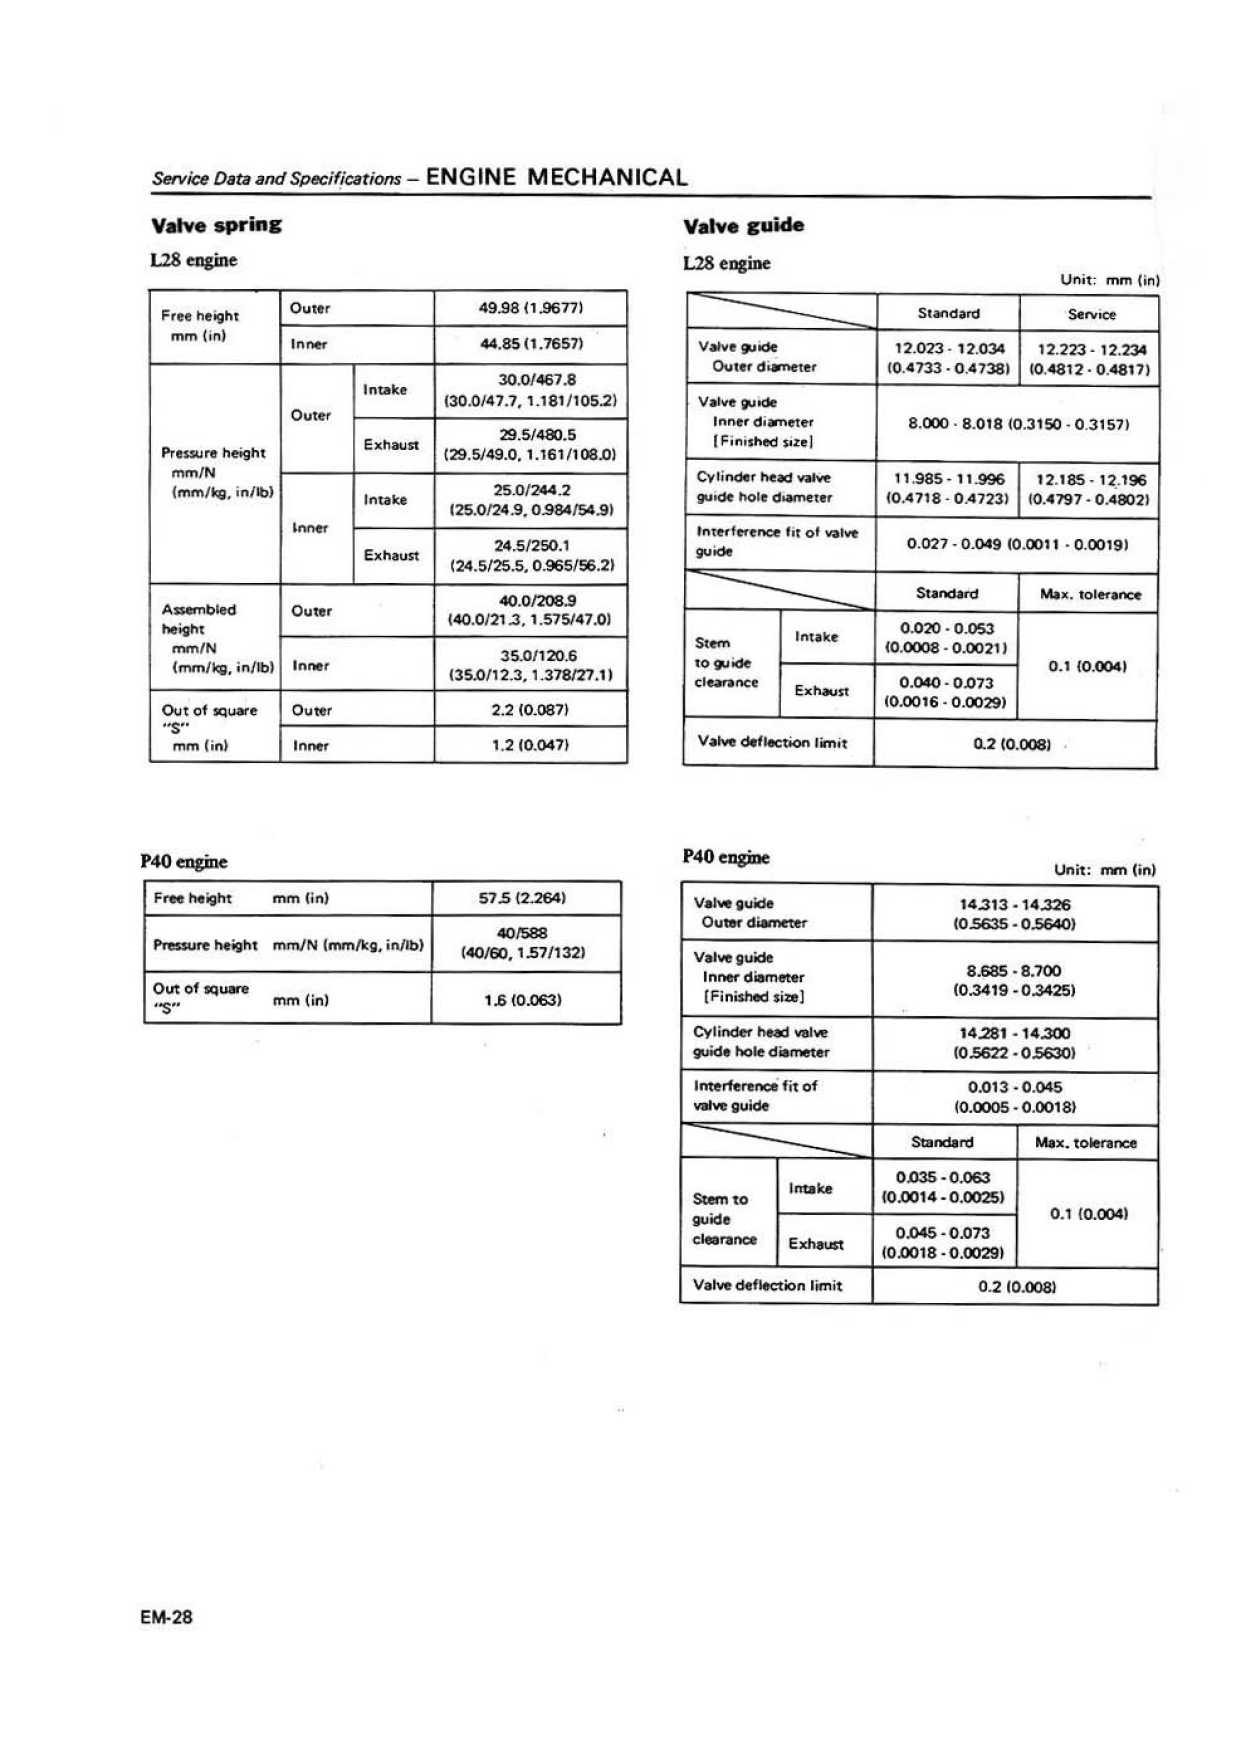 Service Data and Specifications – ENGINE MECHANICAL
Valve spring
L28 engine
Free height
mm (in)
Outer
49.98 (1.9677)
Inner
44.85 (1.7657)
Pressure height
mm/N
(mm/kg, in/lb)
Outer
Intake
30.0/467.8
(30.0/47.7, 1.181/105.2)
Exhaust
29.5/480.5
(29.5/49.0, 1.161/108.0)
Inner
Intake
25.0/244.2
(25.0/24.9, 0.984/54.9)
Exhaust
24.5/250.1
(24.5/25.5, 0.965/56.2)
Assembled
height
mm/N
(mm/kg, in/lb)
Outer
40.0/208.9
(40.0/21.3, 1.575/47.0)
Inner
35.0/120.6
(35.0/12.3, 1.378/27.1)
Out of square
"S"
mm (in)
Outer
2.2 (0.087)
Inner
1.2 (0.047)
P40 engine
Free height mm (in)
57.5 (2.264)
Pressure height mm/N (mm/kg, in/lb)
40/588
(40/60, 1.57/132)
Out of square
"S" mm (in)
1.6 (0.063)
Valve guide
L28 engine
Unit: mm (in)
Standard
Service
Valve guide
Outer diameter
12.023 - 12.034
(0.4733 - 0.4738)
12.223 - 12.234
(0.4812 - 0.4817)
Valve guide
Inner diameter
[Finished size]
8.000 - 8.018 (0.3150 - 0.3157)
Cylinder head valve
guide hole diameter
11.985 - 11.996
(0.4718 - 0.4723)
12.185 - 12.196
(0.4797 - 0.4802)
Interference fit of valve
guide
0.027 - 0.049 (0.0011 - 0.0019)
Standard
Max. tolerance
Stem
to guide
clearance
Intake
0.020 - 0.053
(0.0008 - 0.0021)
Exhaust
0.040 - 0.073
(0.0016 - 0.0029)
0.1 (0.004)
Valve deflection limit
0.2 (0.008)
P40 engine
Unit: mm (in)
Valve guide
Outer diameter
14.313 - 14.326
(0.5635 - 0.5640)
Valve guide
Inner diameter
[Finished size]
8.685 - 8.700
(0.3419 - 0.3425)
Cylinder head valve
guide hole diameter
14.281 - 14.300
(0.5622 - 0.5630)
Interference fit of
valve guide
0.013 - 0.045
(0.0005 - 0.0018)
Standard
Max. tolerance
Stem to
guide
clearance
Intake
0.035 - 0.063
(0.0014 - 0.0025)
Exhaust
0.045 - 0.073
(0.0018 - 0.0029)
0.1 (0.004)
Valve deflection limit
0.2 (0.008)
EM-28